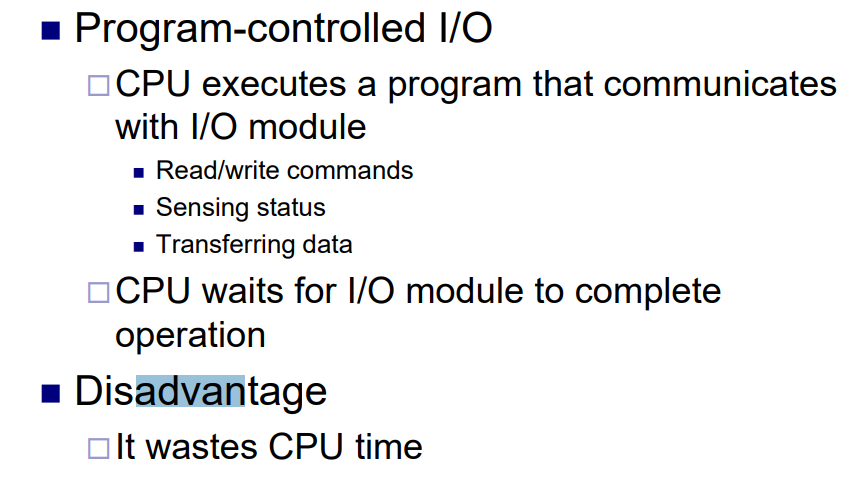 Program-controlled I/O
CPU executes a program that communicates
with I/O module
Read/write commands
Sensing status
Transferring data
CPU waits for I/O module to complete
operation
Disadvantage
It wastes CPU time